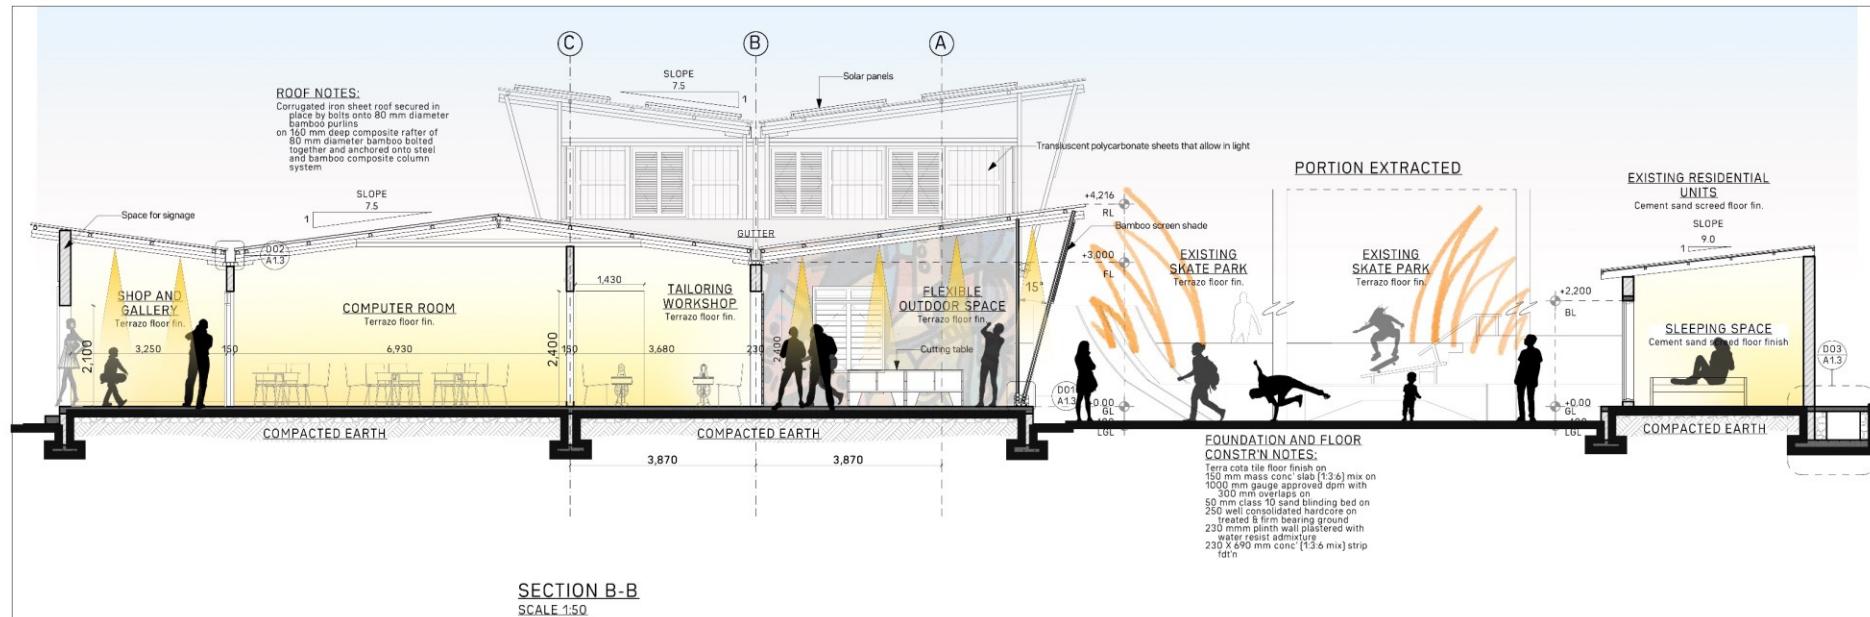 C
B
A
SLOPE
7.5
1
Solar panels
ROOF NOTES:
Corrugated iron sheet roof secured in
place by bolts onto 80 mm diameter
bamboo purlins
on 160 mm deep composite rafter of
80 mm diameter bamboo bolted
together and anchored onto steel
and bamboo composite column
system
Transluscent polycarbonate sheets that allow in light
PORTION EXTRACTED
EXISTING RESIDENTIAL
UNITS
Cement sand screed floor fin.
SLOPE
9.0
1
SLOPE
7.5
1
Space for signage
+4,216
RL
Bamboo screen shade
GUTTER
D02
A1.3
+3,000
FL
EXISTING
SKATE PARK
Terrazo floor fin.
EXISTING
SKATE PARK
Terrazo floor fin.
1,430
15°
SHOP AND
GALLERY
Terrazo floor fin.
COMPUTER ROOM
Terrazo floor fin.
TAILORING
WORKSHOP
Terrazo floor fin.
FLEXIBLE
OUTDOOR SPACE
Terrazo floor fin.
+2,200
BL
SLEEPING SPACE
Cement sand screed floor finish
2,100
3,250
150
6,930
2,400
150
3,680
230
2,400
Cutting table
D03
A1.3
D01
A1.3
+0.00
GL
-100
LGL
+0.00
GL
-100
LGL
COMPACTED EARTH
COMPACTED EARTH
COMPACTED EARTH
3,870
3,870
FOUNDATION AND FLOOR
CONSTR'N NOTES:
Terra cota tile floor finish on
150 mm mass conc' slab (1:3:6) mix on
1000 mm gauge approved dpm with
300 mm overlaps on
50 mm class 10 sand blinding bed on
250 well consolidated hardcore on
treated & firm bearing ground
230 mmm plinth wall plastered with
water resist admixture
230 X 690 mm conc' (1:3:6 mix) strip
fdt'n
SECTION B-B
SCALE 1:50